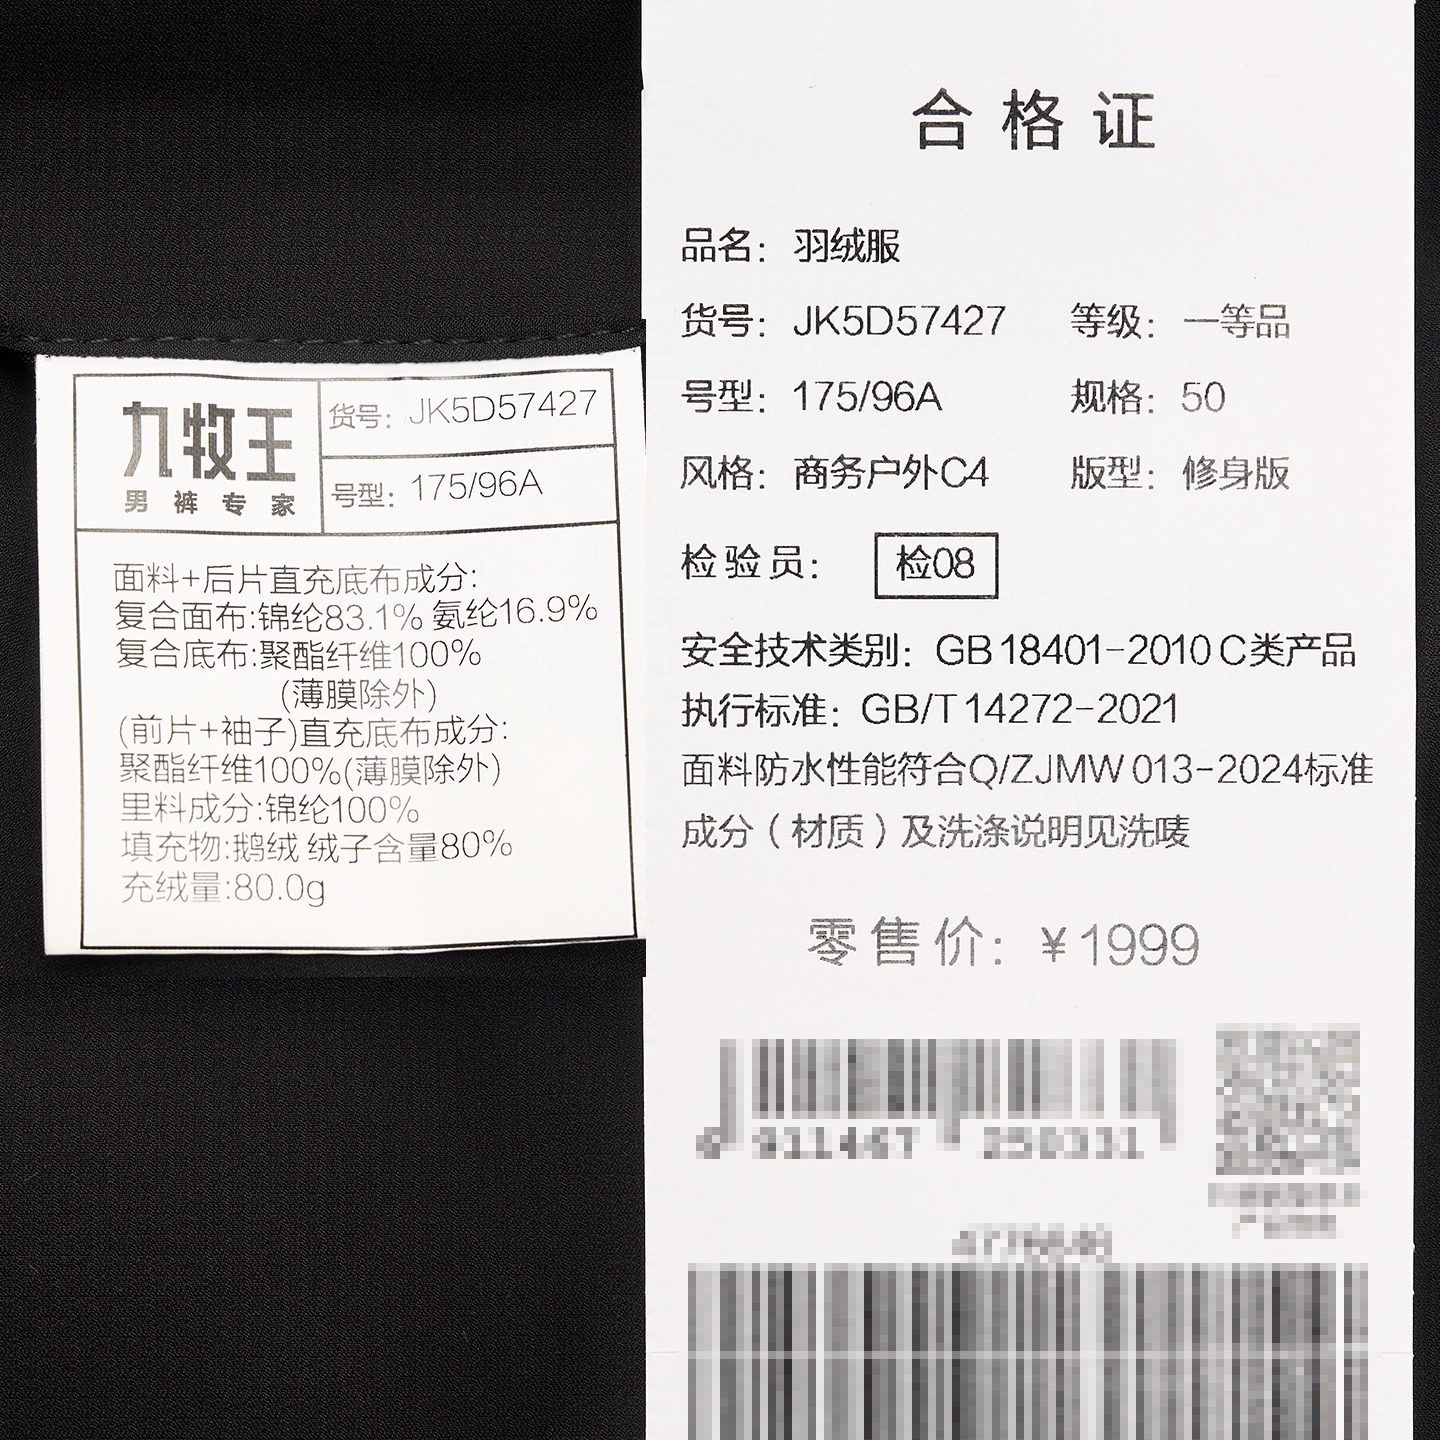 九牧王
男裤专家
货号: JK5D57427
号型: 175/96A
面料+后片直充底布成分:
复合面布:锦纶83.1% 氨纶16.9%
复合底布:聚酯纤维100%
(薄膜除外)
(前片+袖子)直充底布成分:
聚酯纤维100%(薄膜除外)
里料成分:锦纶100%
填充物:鹅绒 绒子含量80%
充绒量:80.0g
合格证
品名: 羽绒服
货号: JK5D57427 等级: 一等品
号型: 175/96A 规格: 50
风格: 商务户外C4 版型: 修身版
检验员: 检08
安全技术类别: GB 18401-2010 C类产品
执行标准: GB/T 14272-2021
面料防水性能符合Q/ZJMW 013-2024标准
成分(材质)及洗涤说明见洗唛
零售价: ¥1999